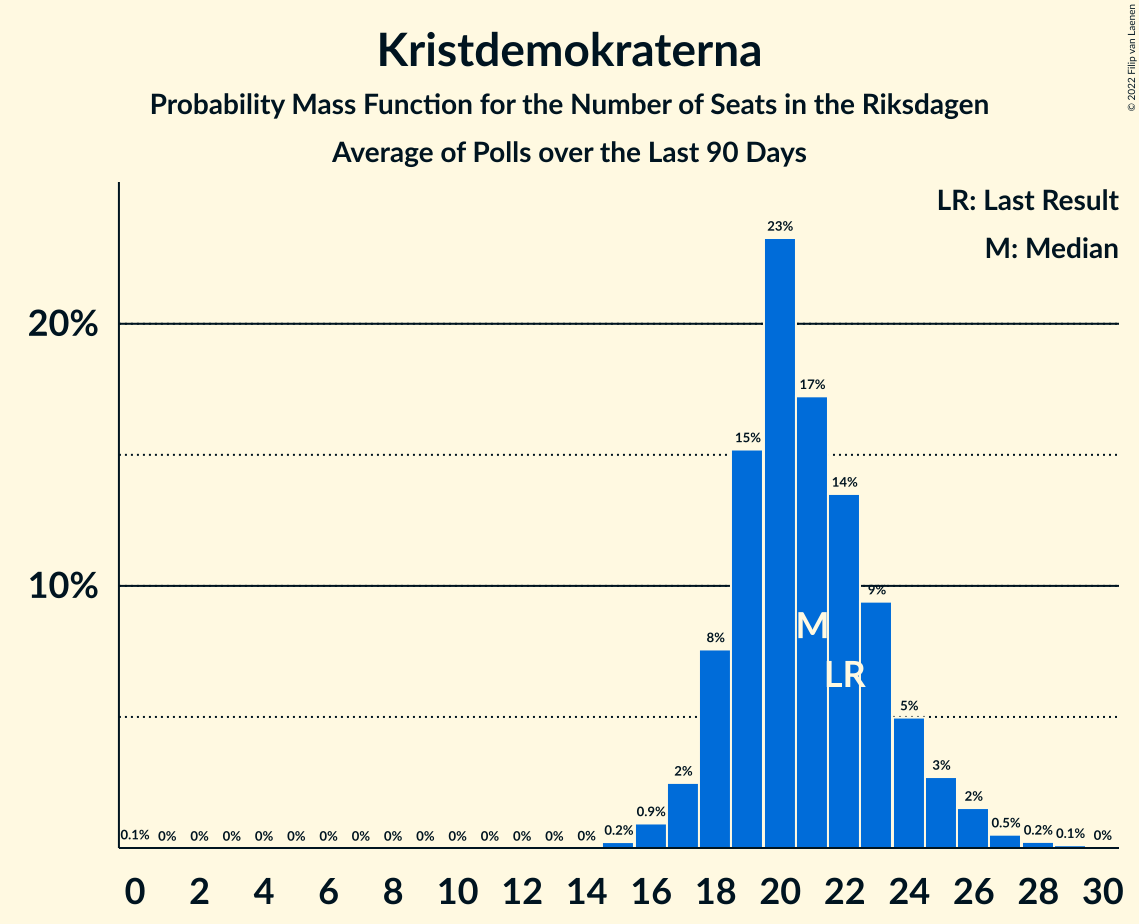 Kristdemokraterna
Probability Mass Function for the Number of Seats in the Riksdagen
Average of Polls over the Last 90 Days
© 2022 Filip van Laenen
LR: Last Result
M: Median
20%
10%
0.1% 0% 0% 0% 0% 0% 0% 0% 0% 0% 0% 0% 0% 0% 0% 0.2% 0.9% 2% 8% 15% 23% 17% 14% 9% 5% 3% 2% 0.5% 0.2% 0.1% 0%
M
LR
0 2 4 6 8 10 12 14 16 18 20 22 24 26 28 30